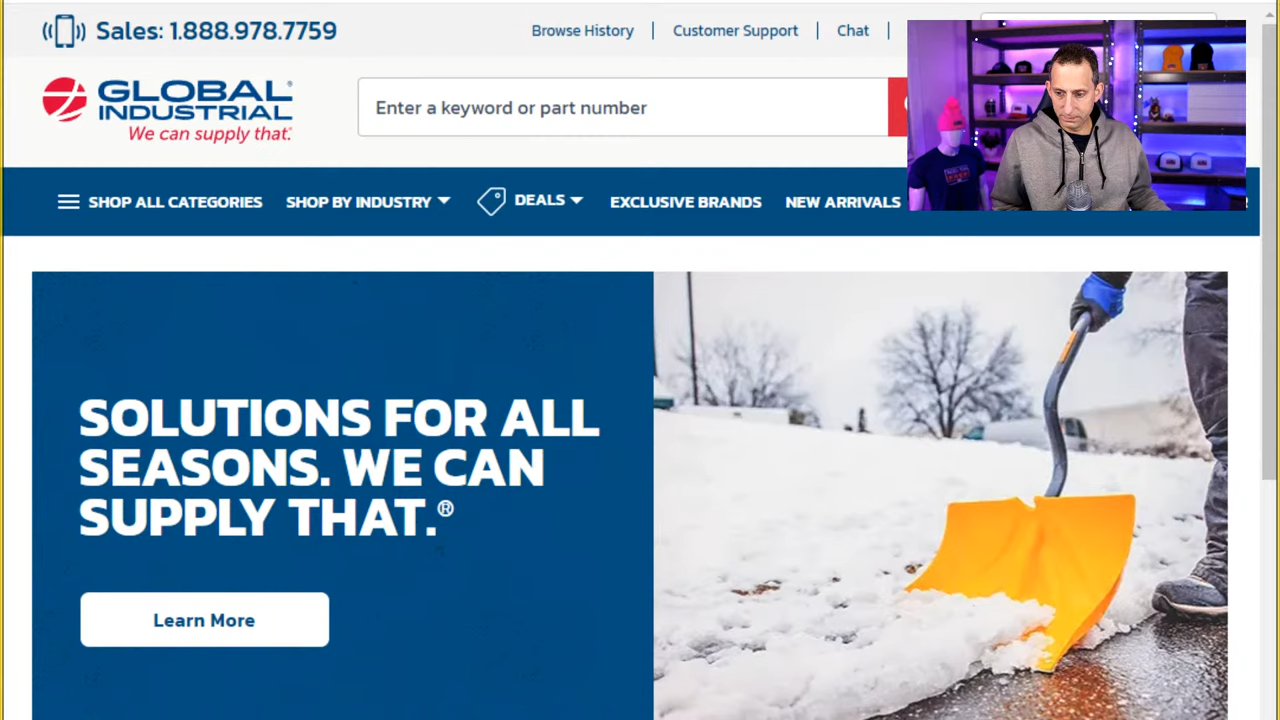 Sales: 1.888.978.7759
Browse History | Customer Support | Chat |
GLOBAL
INDUSTRIAL®
We can supply that.®
Enter a keyword or part number
SHOP ALL CATEGORIES
SHOP BY INDUSTRY
DEALS
EXCLUSIVE BRANDS
NEW ARRIVALS
SOLUTIONS FOR ALL
SEASONS. WE CAN
SUPPLY THAT.®
Learn More